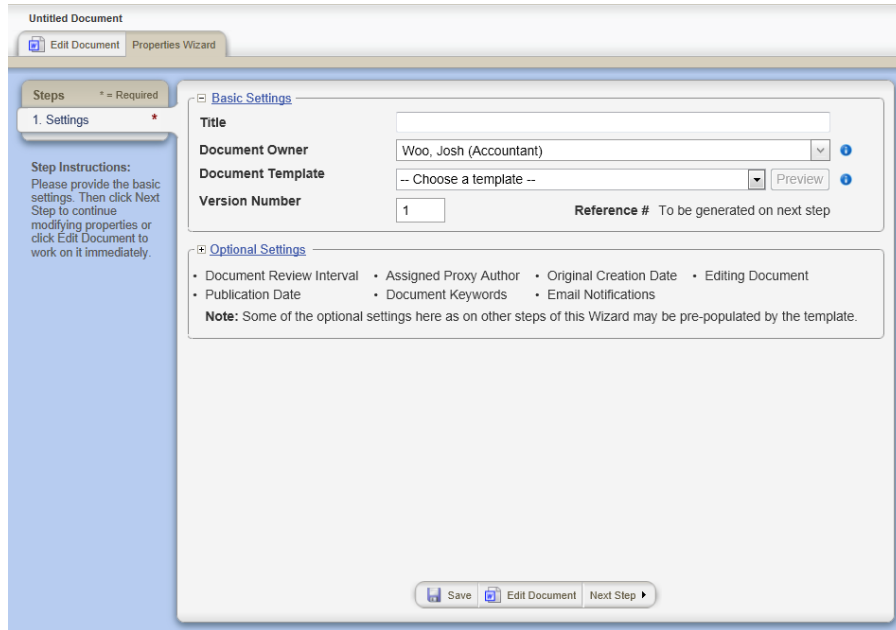 Untitled Document
Edit Document Properties Wizard
Steps * = Required
1. Settings *
Step Instructions:
Please provide the basic
settings. Then click Next
Step to continue
modifying properties or
click Edit Document to
work on it immediately.
Basic Settings
Title
Document Owner Woo, Josh (Accountant)
Document Template -- Choose a template -- Preview
Version Number 1 Reference # To be generated on next step
Optional Settings
• Document Review Interval • Assigned Proxy Author • Original Creation Date • Editing Document
• Publication Date • Document Keywords • Email Notifications
Note: Some of the optional settings here as on other steps of this Wizard may be pre-populated by the template.
Save Edit Document Next Step